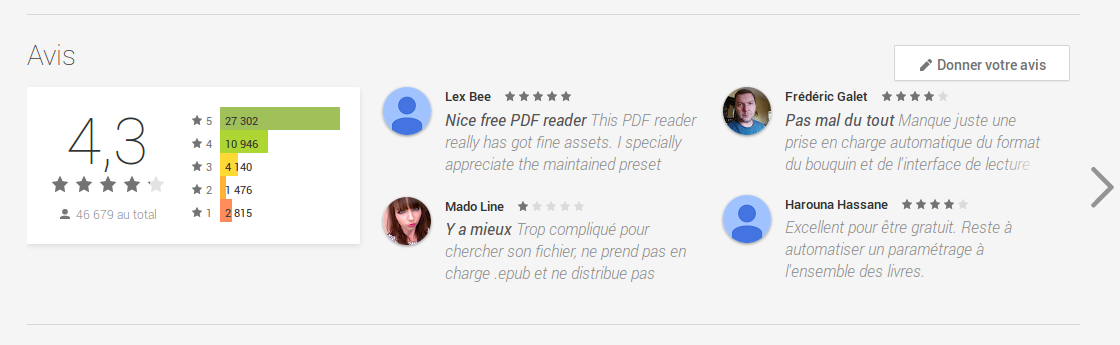 Avis
Donner votre avis
4,3
46 679 au total
5 27 302
4 10 946
3 4 140
2 1 476
1 2 815
Lex Bee
Nice free PDF reader This PDF reader
really has got fine assets. I specially
appreciate the maintained preset
Frédéric Galet
Pas mal du tout Manque juste une
prise en charge automatique du format
du bouquin et de l'interface de lecture
Mado Line
Y a mieux Trop compliqué pour
chercher son fichier, ne prend pas en
charge .epub et ne distribue pas
Harouna Hassane
Excellent pour être gratuit. Reste à
automatiser un paramétrage à
l'ensemble des livres.